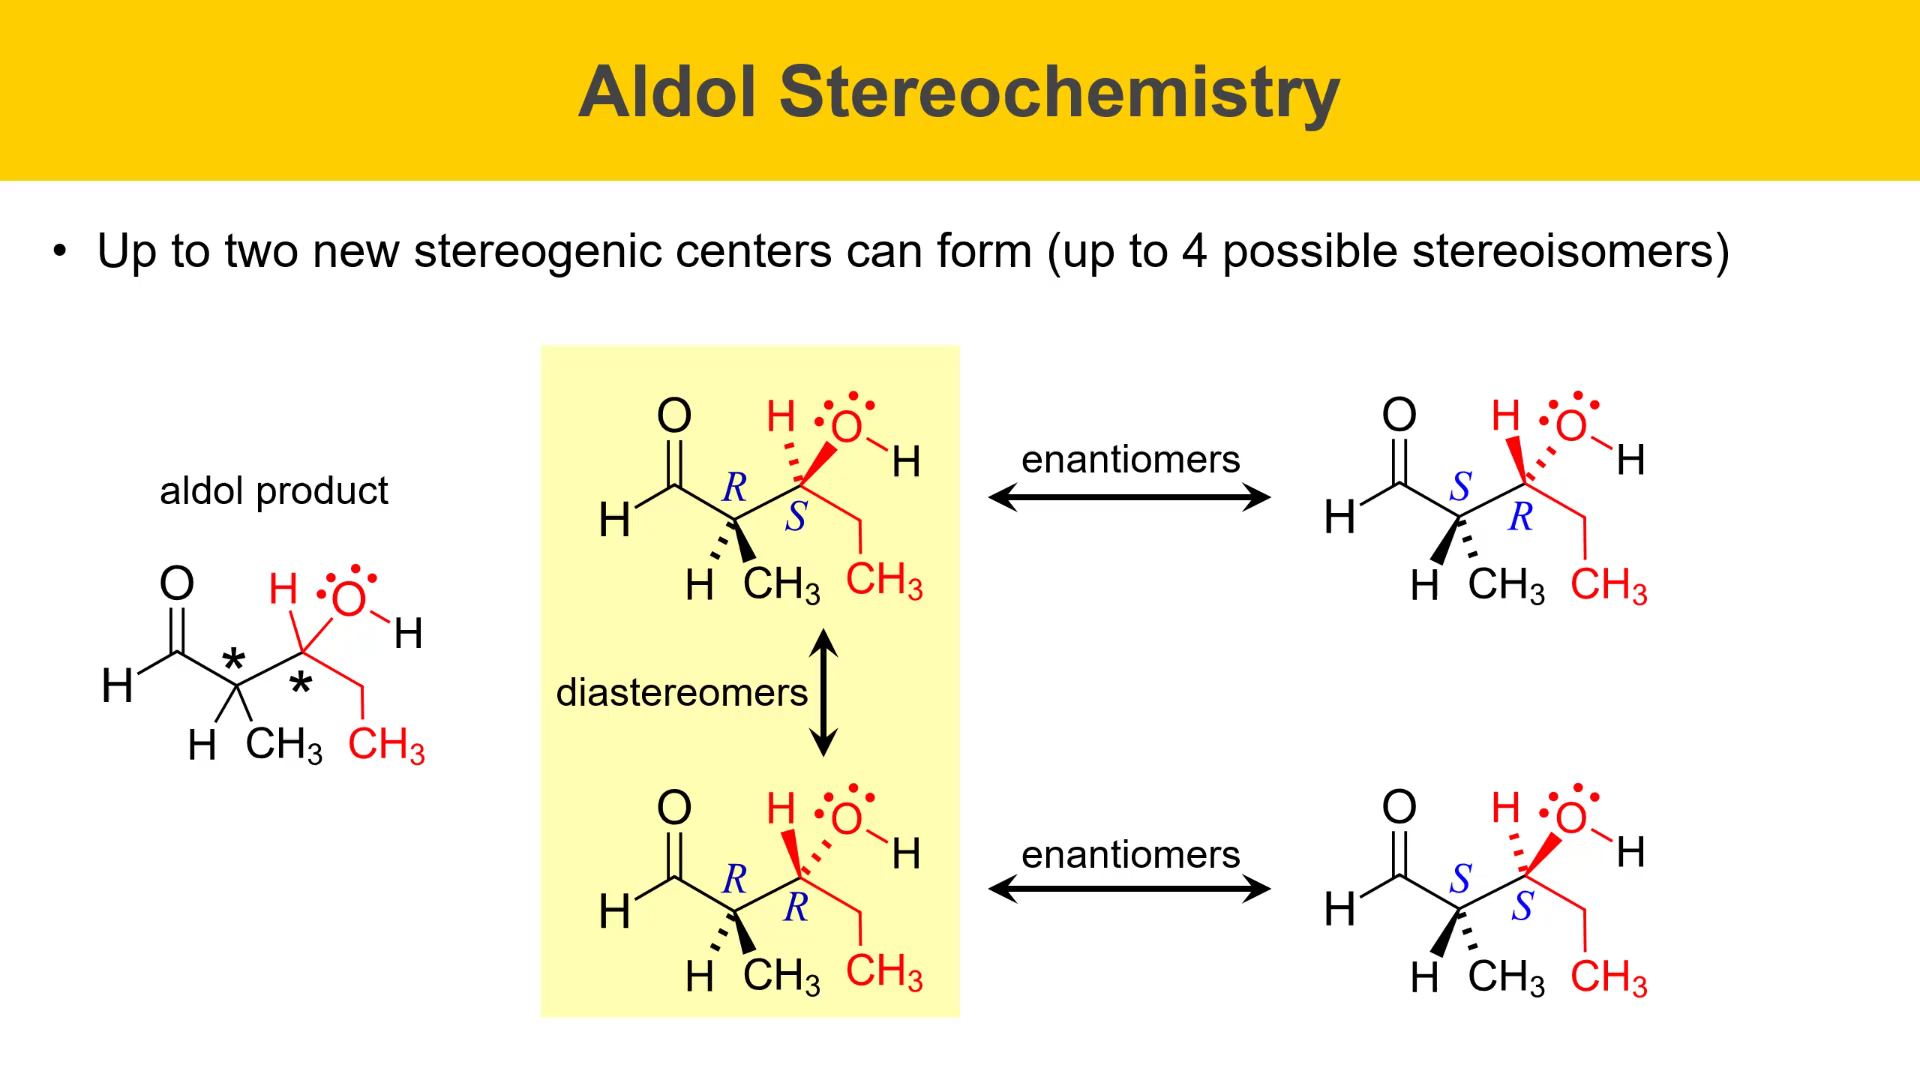 Aldol Stereochemistry
• Up to two new stereogenic centers can form (up to 4 possible stereoisomers)
aldol product
O H O H
H * *
H CH3 CH3
O H O H
H R S
H CH3 CH3
enantiomers
O H O H
H S R
H CH3 CH3
diastereomers
O H O H
H R R
H CH3 CH3
enantiomers
O H O H
H S S
H CH3 CH3